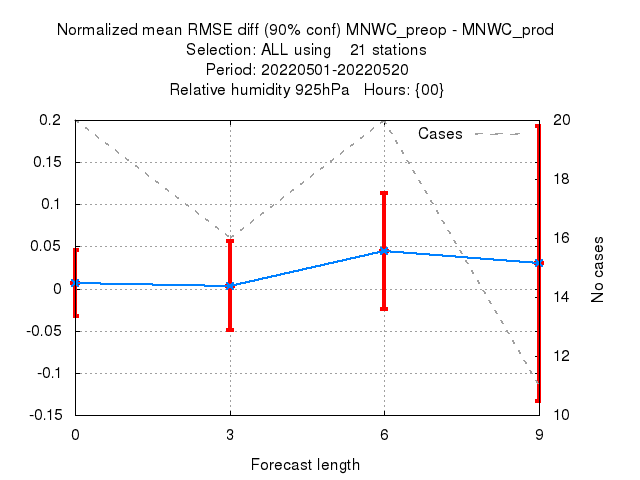 Normalized mean RMSE diff (90% conf) MNWC_preop - MNWC_prod
Selection: ALL using    21 stations
Period: 20220501-20220520
Relative humidity 925hPa   Hours: {00}
Cases
0.2
0.15
0.1
0.05
0
-0.05
-0.1
-0.15
20
18
16
14
12
10
No cases
0 3 6 9
Forecast length